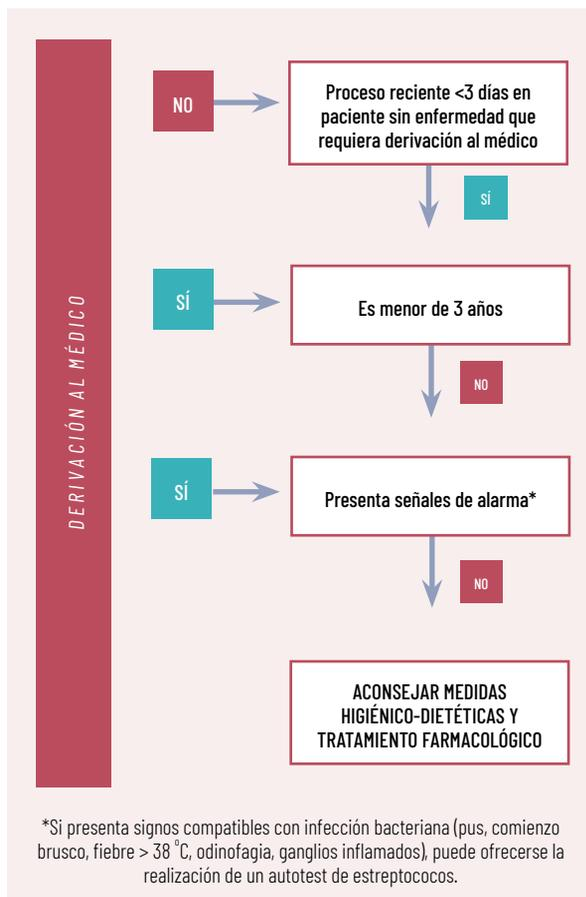 DERIVACIÓN AL MÉDICO
NO
Proceso reciente <3 días en
paciente sin enfermedad que
requiera derivación al médico
SÍ
SÍ
Es menor de 3 años
NO
SÍ
Presenta señales de alarma*
NO
ACONSEJAR MEDIDAS
HIGIÉNICO-DIETÉTICAS Y
TRATAMIENTO FARMACOLÓGICO
*Si presenta signos compatibles con infección bacteriana (pus, comienzo
brusco, fiebre > 38 °C, odinofagia, ganglios inflamados), puede ofrecerse la
realización de un autotest de estreptococos.